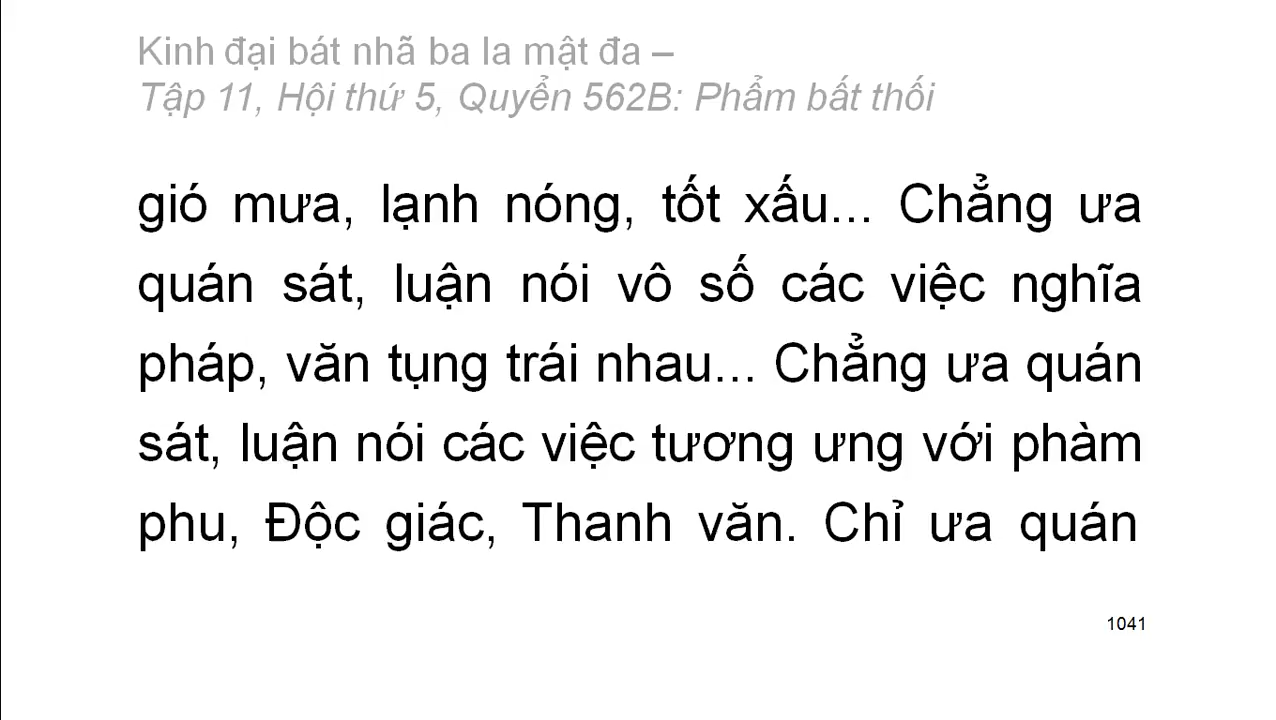 Kinh đại bát nhã ba la mật đa –
Tập 11, Hội thứ 5, Quyển 562B: Phẩm bất thối
gió mưa, lạnh nóng, tốt xấu... Chẳng ưa
quán sát, luận nói vô số các việc nghĩa
pháp, văn tụng trái nhau... Chẳng ưa quán
sát, luận nói các việc tương ưng với phàm
phu, Độc giác, Thanh văn. Chỉ ưa quán
1041